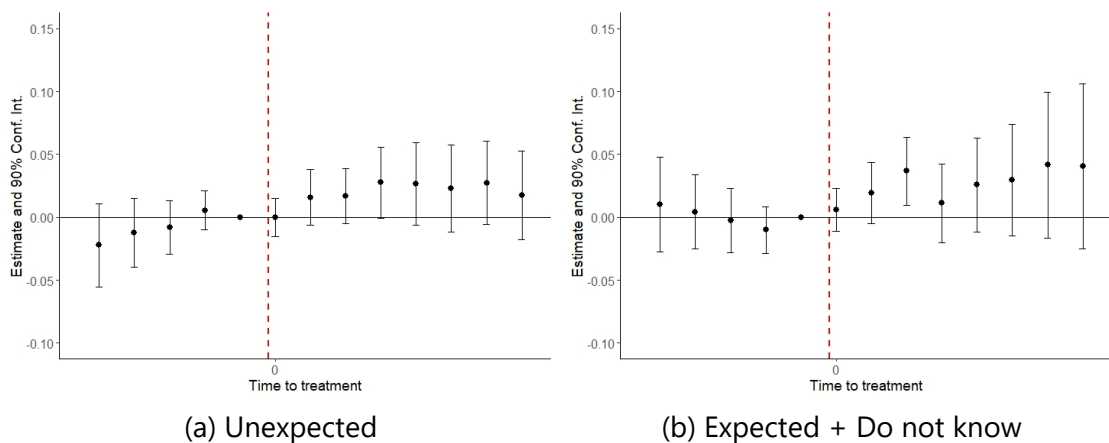 0.15
0.10
0.05
0.00
-0.05
-0.10
Estimate and 90% Conf. Int.
0
Time to treatment
(a) Unexpected
0.15
0.10
0.05
0.00
-0.05
-0.10
Estimate and 90% Conf. Int.
0
Time to treatment
(b) Expected + Do not know